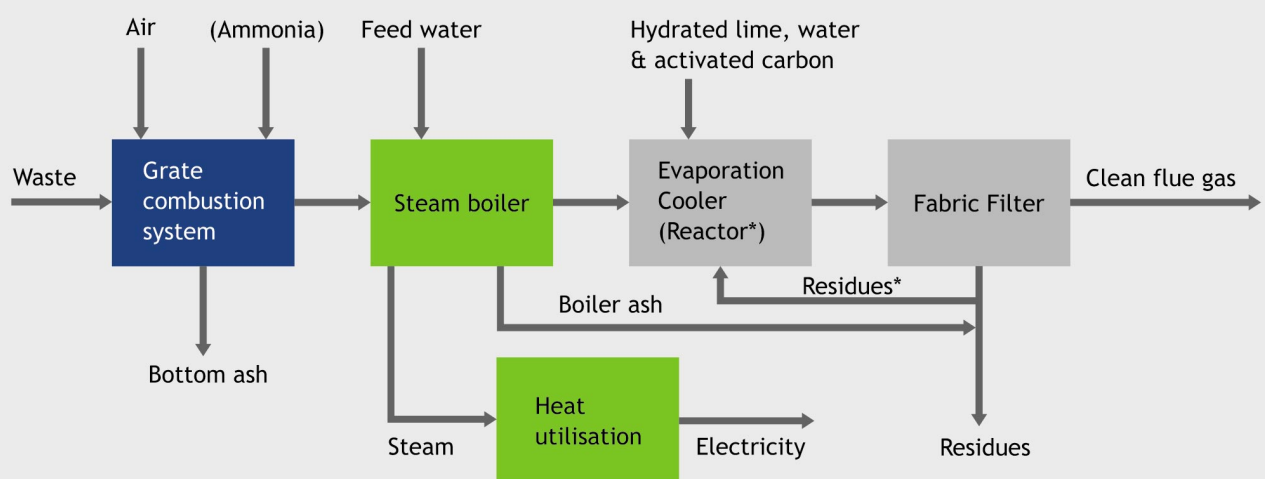 Air
(Ammonia)
Feed water
Hydrated lime, water
& activated carbon
Waste
Grate
combustion
system
Steam boiler
Evaporation
Cooler
(Reactor*)
Fabric Filter
Clean flue gas
Residues*
Boiler ash
Bottom ash
Heat
utilisation
Steam
Electricity
Residues